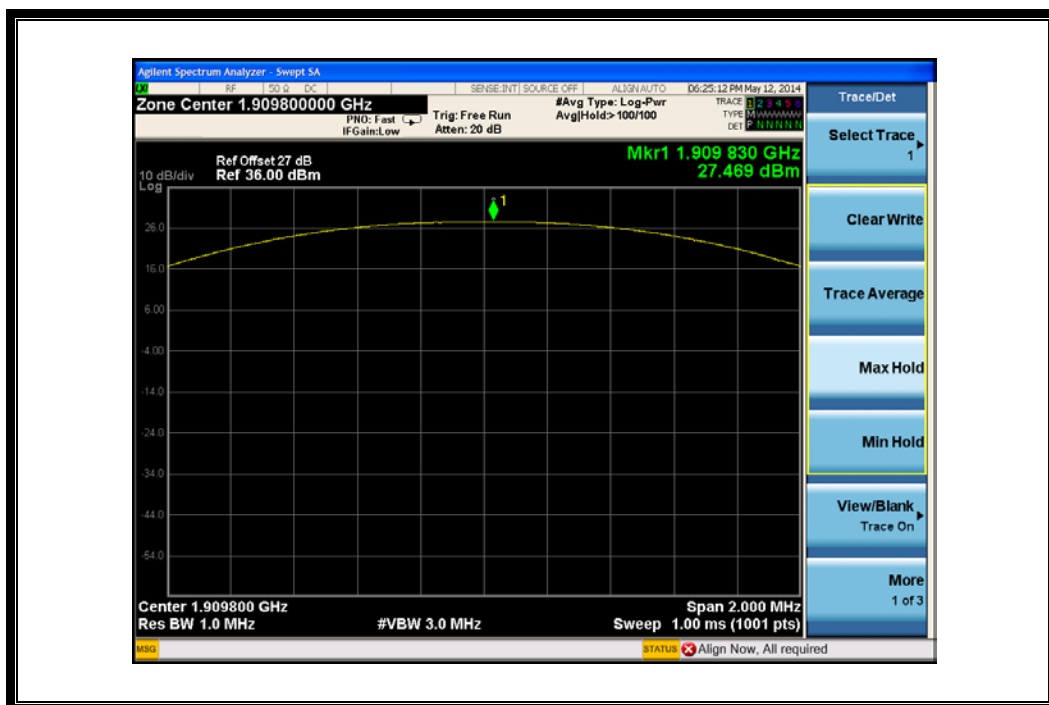 Agilent Spectrum Analyzer - Swept SA
LXI RF 50 Ω DC SENSE:INT SOURCE OFF ALIGNAUTO 06:25:12 PM May 12, 2014
Zone Center 1.909800000 GHz
PNO: Fast
IFGain:Low
Trig: Free Run
Atten: 20 dB
#Avg Type: Log-Pwr
Avg|Hold:>100/100
TRACE 1 2 3 4 5 6
TYPE MWWWWW
DET P N N N N N
Mkr1 1.909 830 GHz
27.469 dBm
Ref Offset 27 dB
10 dB/div Ref 36.00 dBm
Log
1
26.0
16.0
6.00
-4.00
-14.0
-24.0
-34.0
-44.0
-54.0
Center 1.909800 GHz Span 2.000 MHz
Res BW 1.0 MHz #VBW 3.0 MHz Sweep 1.00 ms (1001 pts)
MSG STATUS Align Now, All required
Trace/Det
Select Trace
1
Clear Write
Trace Average
Max Hold
Min Hold
View/Blank
Trace On
More
1 of 3